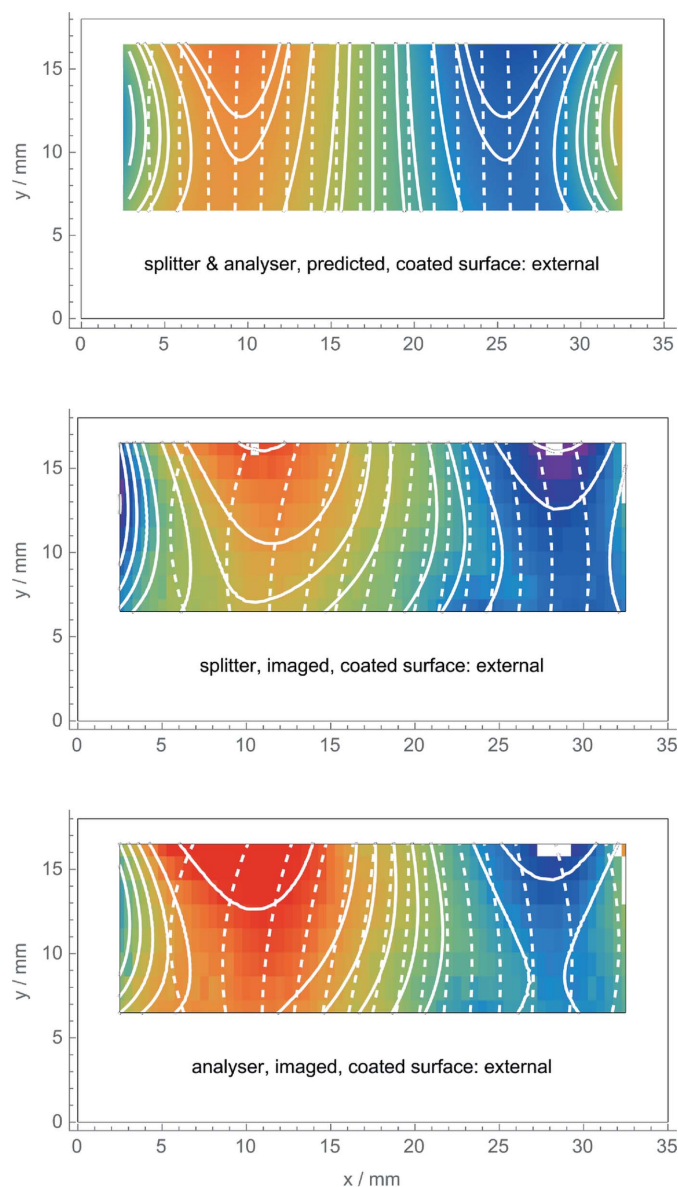 15
10
5
0
y / mm
splitter & analyser, predicted, coated surface: external
0 5 10 15 20 25 30 35
15
10
5
0
y / mm
splitter, imaged, coated surface: external
0 5 10 15 20 25 30 35
15
10
5
0
y / mm
analyser, imaged, coated surface: external
0 5 10 15 20 25 30 35
x / mm